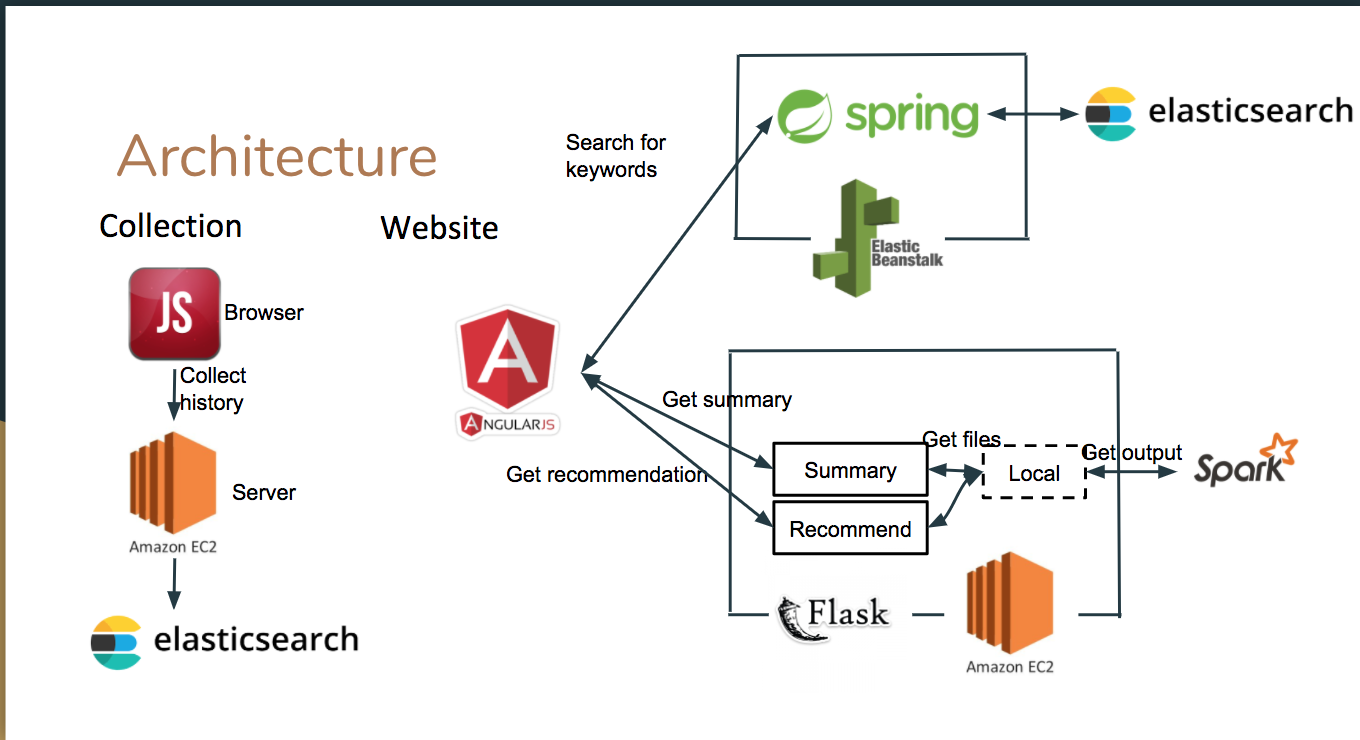 Architecture
Collection
JS
Browser
Collect
history
Server
Amazon EC2
elasticsearch
Website
A
A
ANGULARJS
Search for
keywords
spring
elasticsearch
Elastic
Beanstalk
Get summary
Get recommendation
Summary
Recommend
Get files
Local
Get output
Spark
Flask
Amazon EC2